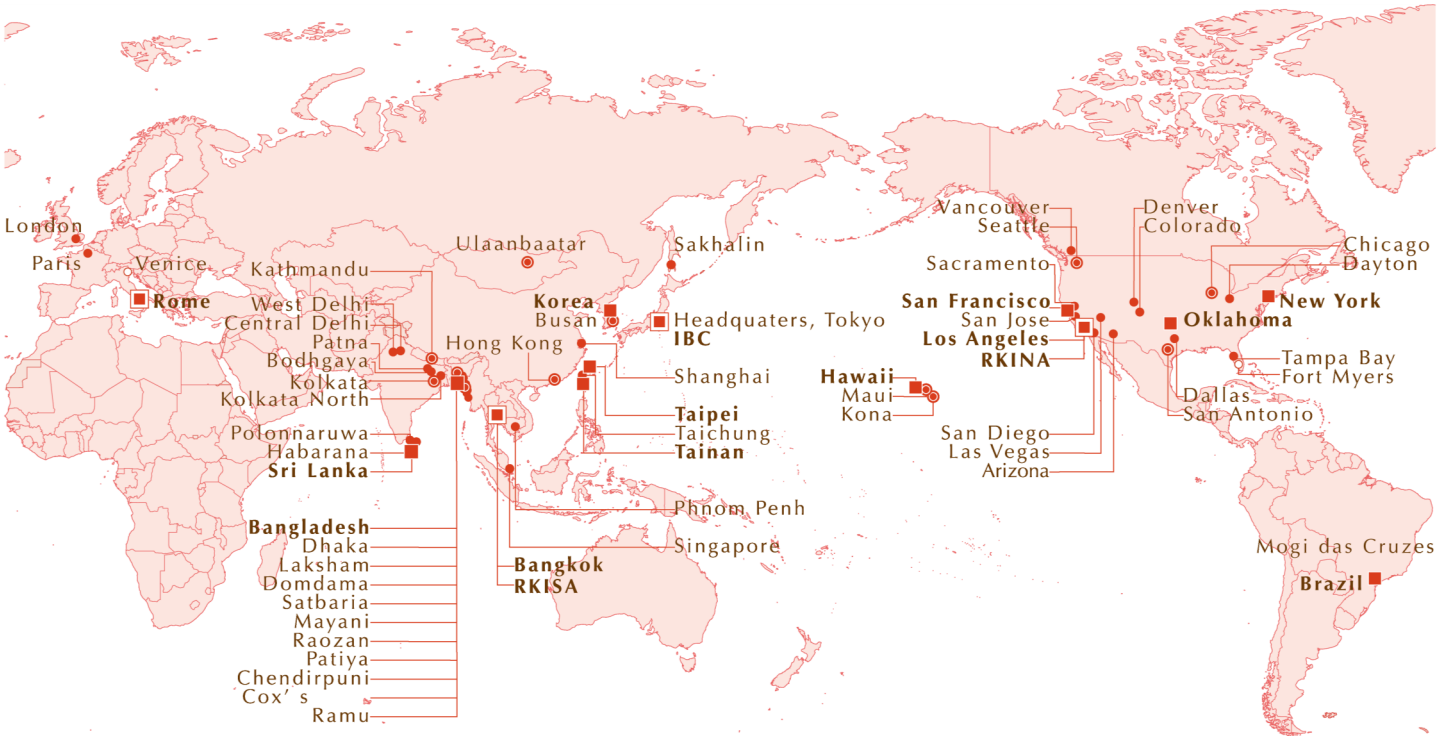 London
Paris
Venice
Rome
Kathmandu
West Delhi
Central Delhi
Patna
Bodhgaya
Kolkata
Kolkata North
Polonnaruwa
Habarana
Sri Lanka
Bangladesh
Dhaka
Laksham
Domdama
Satbaria
Mayani
Raozan
Patiya
Chendirpuni
Cox’ s
Ramu
Ulaanbaatar
Sakhalin
Korea
Busan
Headquaters, Tokyo
IBC
Hong Kong
Shanghai
Taipei
Taichung
Tainan
Phnom Penh
Singapore
Bangkok
RKISA
Vancouver
Seattle
Sacramento
San Francisco
San Jose
Los Angeles
RKINA
Hawaii
Maui
Kona
San Diego
Las Vegas
Arizona
Denver
Colorado
Chicago
Dayton
New York
Oklahoma
Tampa Bay
Fort Myers
Dallas
San Antonio
Mogi das Cruzes
Brazil